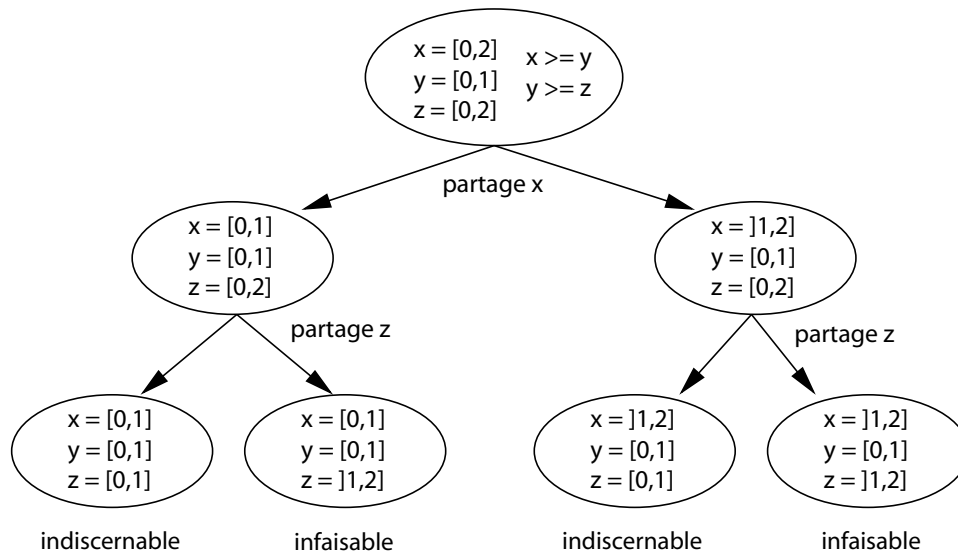 x = [0,2]
y = [0,1]
z = [0,2]
x >= y
y >= z
partage x
x = [0,1]
y = [0,1]
z = [0,2]
x = ]1,2]
y = [0,1]
z = [0,2]
partage z
partage z
x = [0,1]
y = [0,1]
z = [0,1]
x = [0,1]
y = [0,1]
z = ]1,2]
x = ]1,2]
y = [0,1]
z = [0,1]
x = ]1,2]
y = [0,1]
z = ]1,2]
indiscernable
infaisable
indiscernable
infaisable